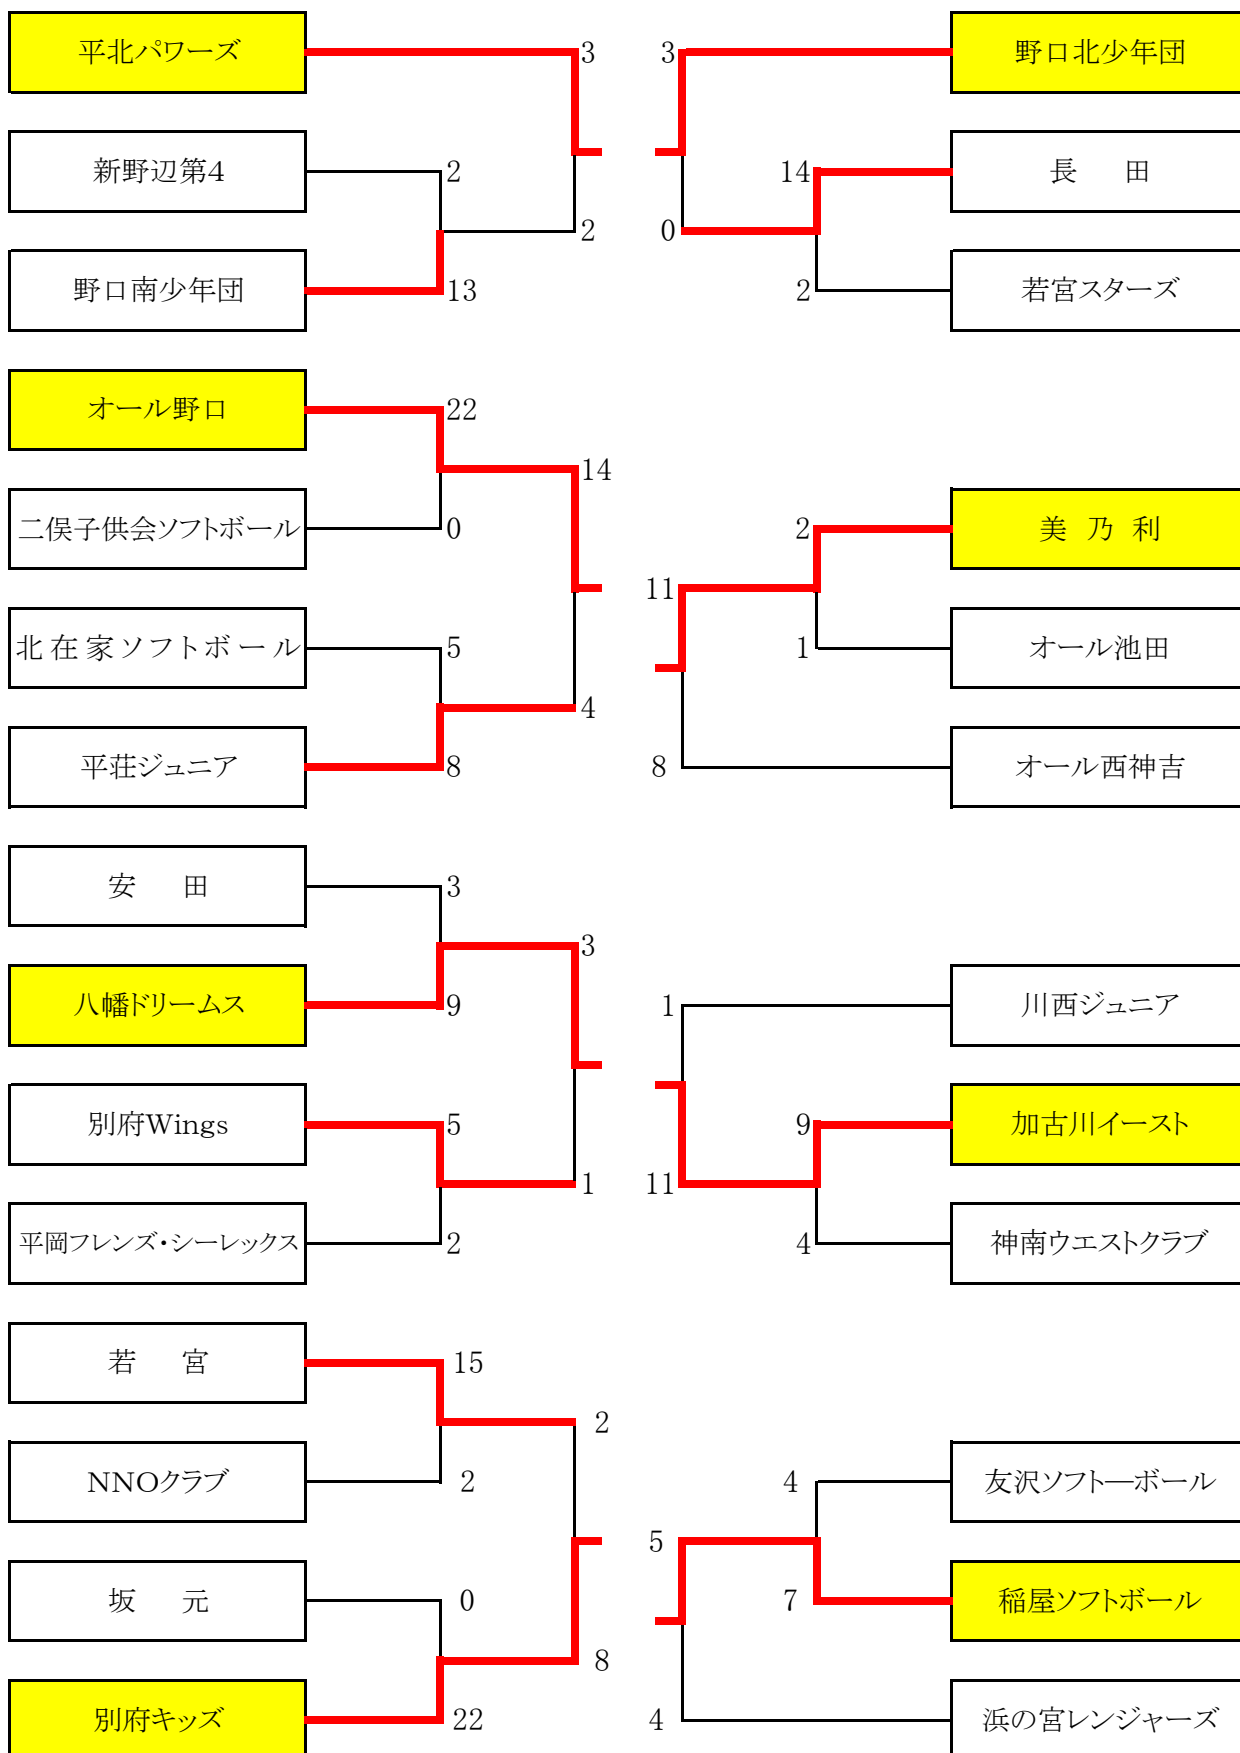 平北パワーズ
3
新野辺第4
2
2
野口南少年団
13
オール野口
22
14
二俣子供会ソフトボール
0
北在家ソフトボール
5
4
平荘ジュニア
8
安 田
3
3
八幡ドリームス
9
別府Wings
5
1
平岡フレンズ・シーレックス
2
若 宮
15
2
NNOクラブ
2
坂 元
0
8
別府キッズ
22
3
野口北少年団
14
長 田
0
2
若宮スターズ
2
美 乃 利
11
1
オール池田
8
オール西神吉
1
川西ジュニア
9
加古川イースト
11
4
神南ウエストクラブ
4
友沢ソフト―ボール
5
7
稲屋ソフトボール
4
浜の宮レンジャーズ